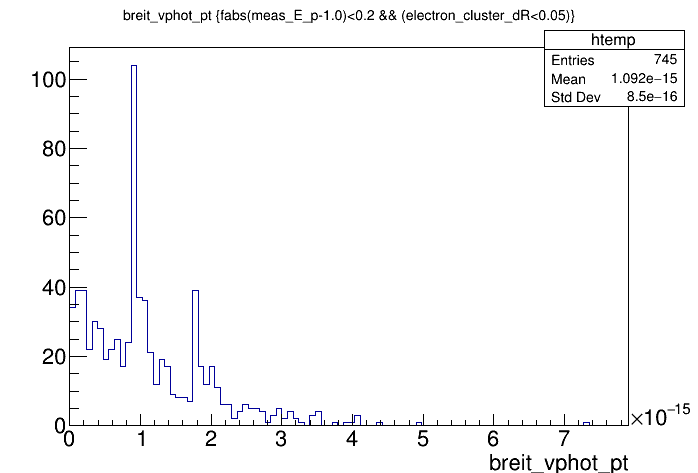 breit_vphot_pt {fabs(meas_E_p-1.0)<0.2 && (electron_cluster_dR<0.05)}
htemp
Entries 745
Mean 1.092e−15
Std Dev 8.5e−16
100
80
60
40
20
0
0 1 2 3 4 5 6 7
×10−15
breit_vphot_pt